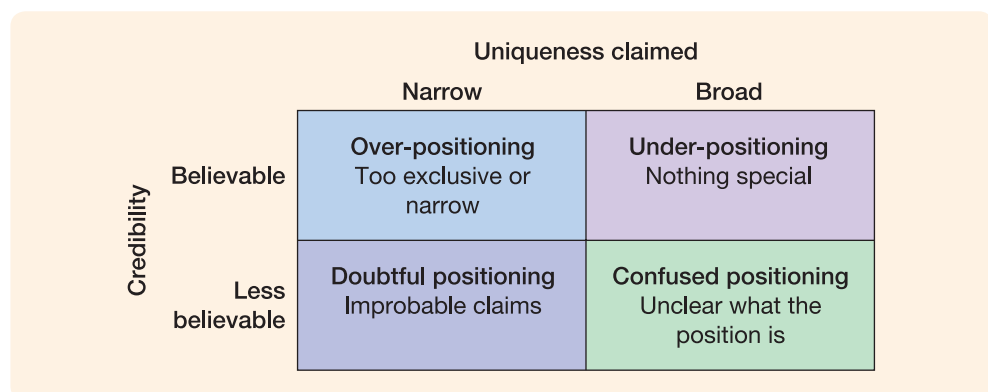 Uniqueness claimed
Narrow
Broad
Credibility
Believable
Over-positioning
Too exclusive or
narrow
Under-positioning
Nothing special
Less
believable
Doubtful positioning
Improbable claims
Confused positioning
Unclear what the
position is